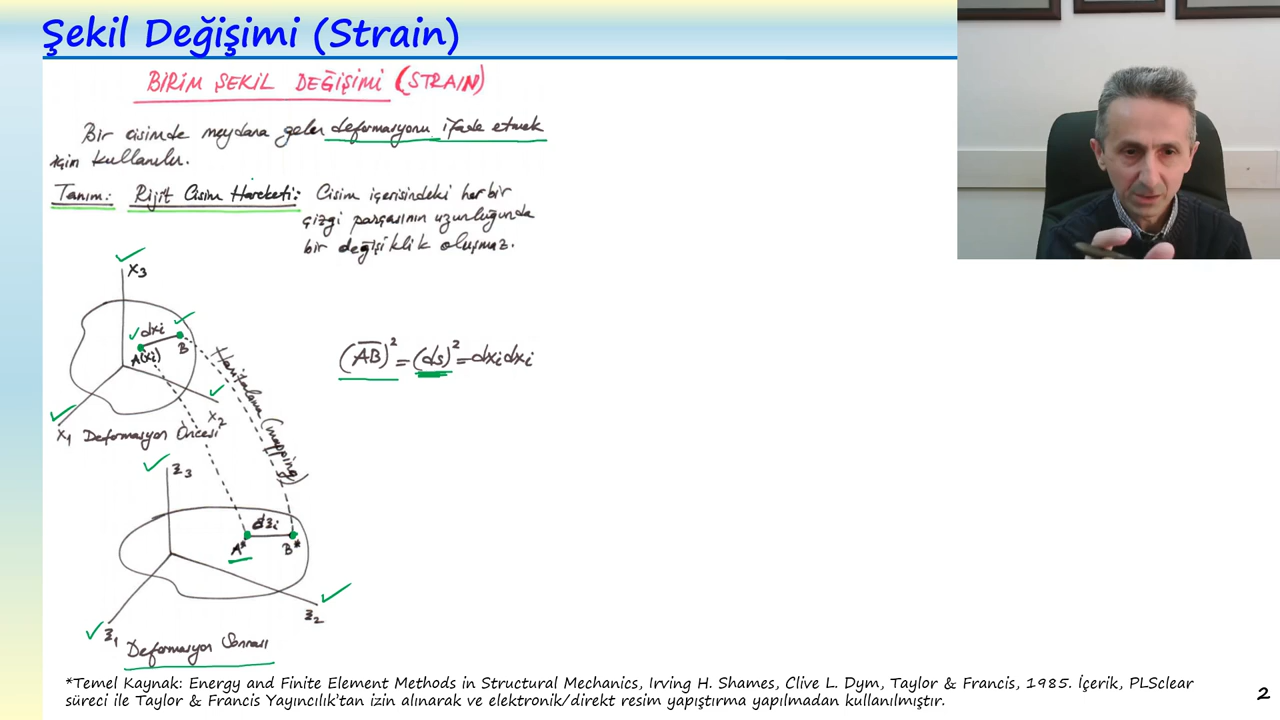 Şekil Değişimi (Strain)
BİRİM ŞEKİL DEĞİŞİMİ (STRAIN)
Bir cisimde meydana gelen deformasyonu ifade etmek
için kullanılır.
Tanım: Rijit Cisim Hareketi: Cisim içerisindeki her bir
çizgi parçasının uzunluğunda
bir değişiklik oluşmaz.
x₃
dxi
A(xi) B
x₁ x₂
Deformasyon Öncesi
Haritalama (mapping)
(AB)² = (ds)² = dxi dxi
ξ₃
dξi
A* B*
ξ₁ ξ₂
Deformasyon Sonrası
*Temel Kaynak: Energy and Finite Element Methods in Structural Mechanics, Irving H. Shames, Clive L. Dym, Taylor & Francis, 1985. İçerik, PLSclear
süreci ile Taylor & Francis Yayıncılık'tan izin alınarak ve elektronik/direkt resim yapıştırma yapılmadan kullanılmıştır.
2